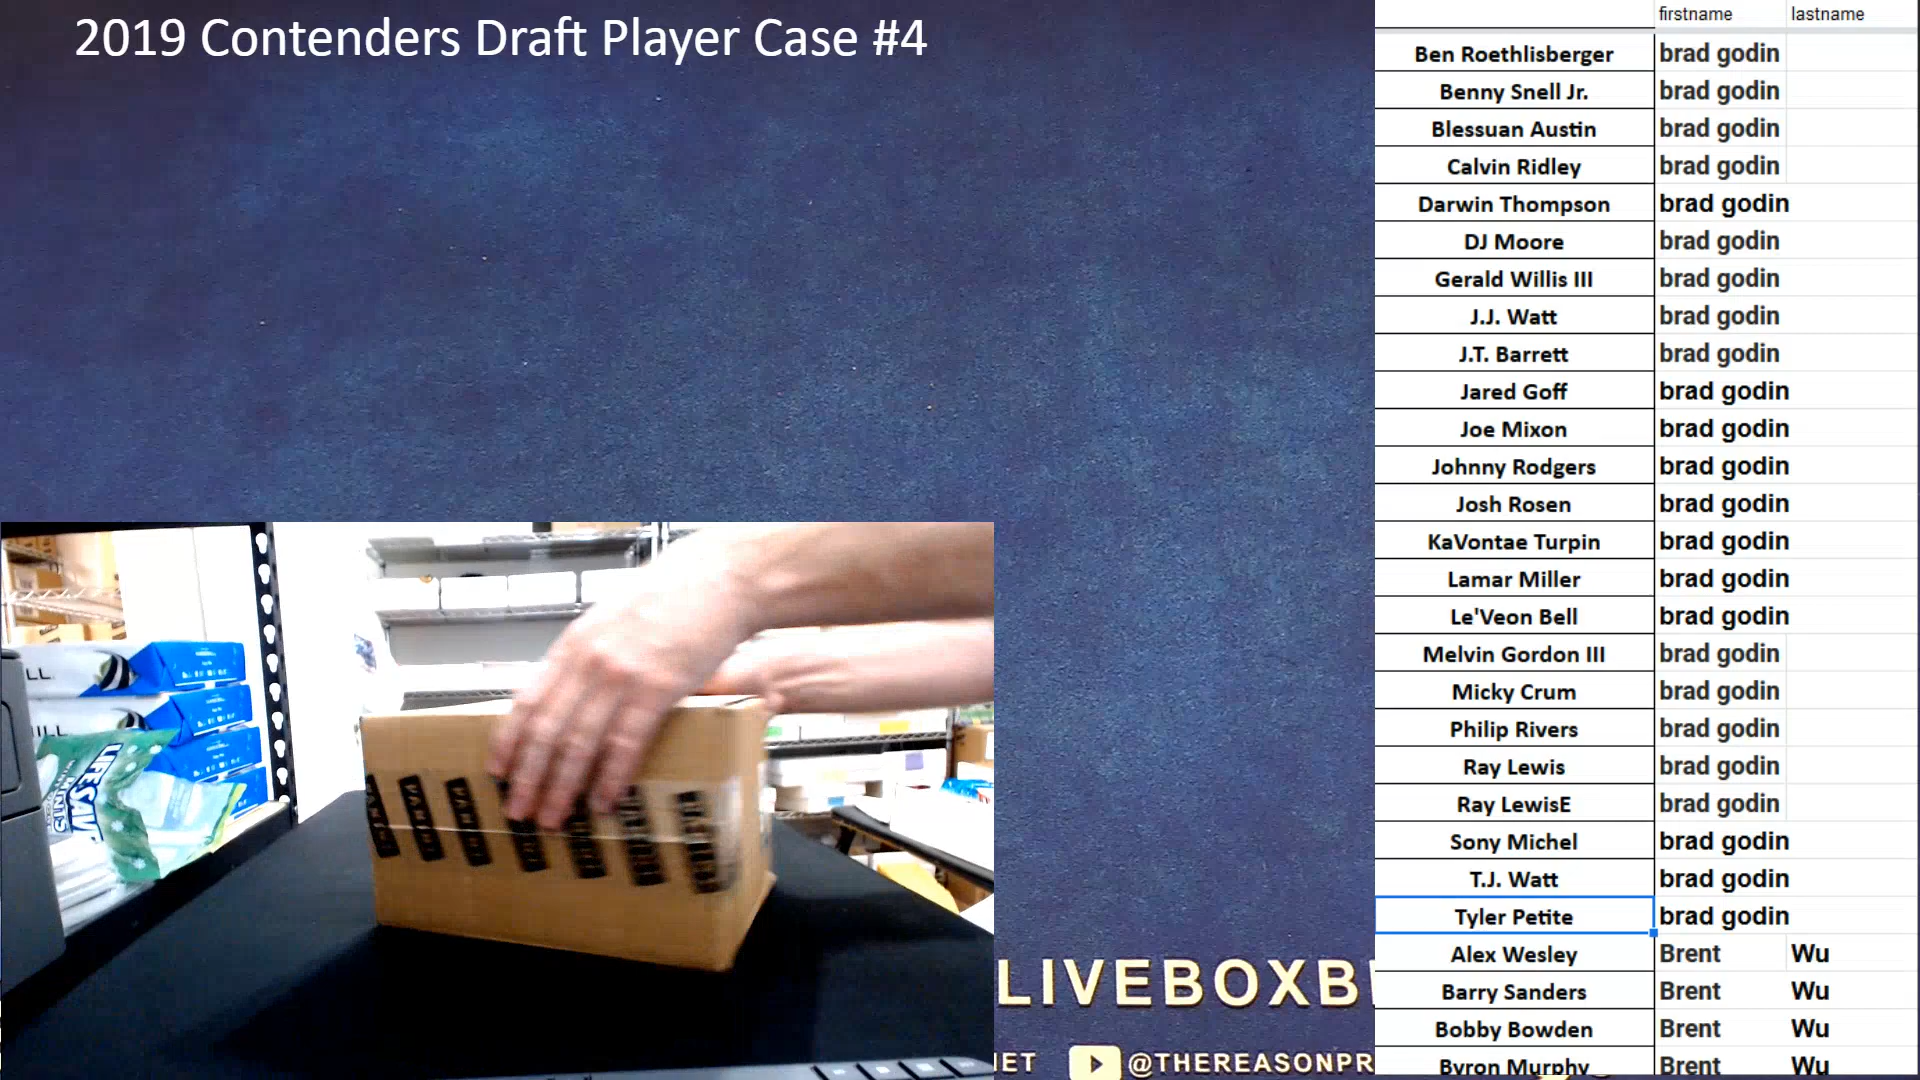 2019 Contenders Draft Player Case #4
firstname lastname
Ben Roethlisberger brad godin
Benny Snell Jr. brad godin
Blessuan Austin brad godin
Calvin Ridley brad godin
Darwin Thompson brad godin
DJ Moore brad godin
Gerald Willis III brad godin
J.J. Watt brad godin
J.T. Barrett brad godin
Jared Goff brad godin
Joe Mixon brad godin
Johnny Rodgers brad godin
Josh Rosen brad godin
KaVontae Turpin brad godin
Lamar Miller brad godin
Le'Veon Bell brad godin
Melvin Gordon III brad godin
Micky Crum brad godin
Philip Rivers brad godin
Ray Lewis brad godin
Ray LewisE brad godin
Sony Michel brad godin
T.J. Watt brad godin
Tyler Petite brad godin
Alex Wesley Brent Wu
Barry Sanders Brent Wu
Bobby Bowden Brent Wu
Byron Murphy Brent Wu
LIVEBOXB
@THEREASONPR
LIFE SAV
MINTS